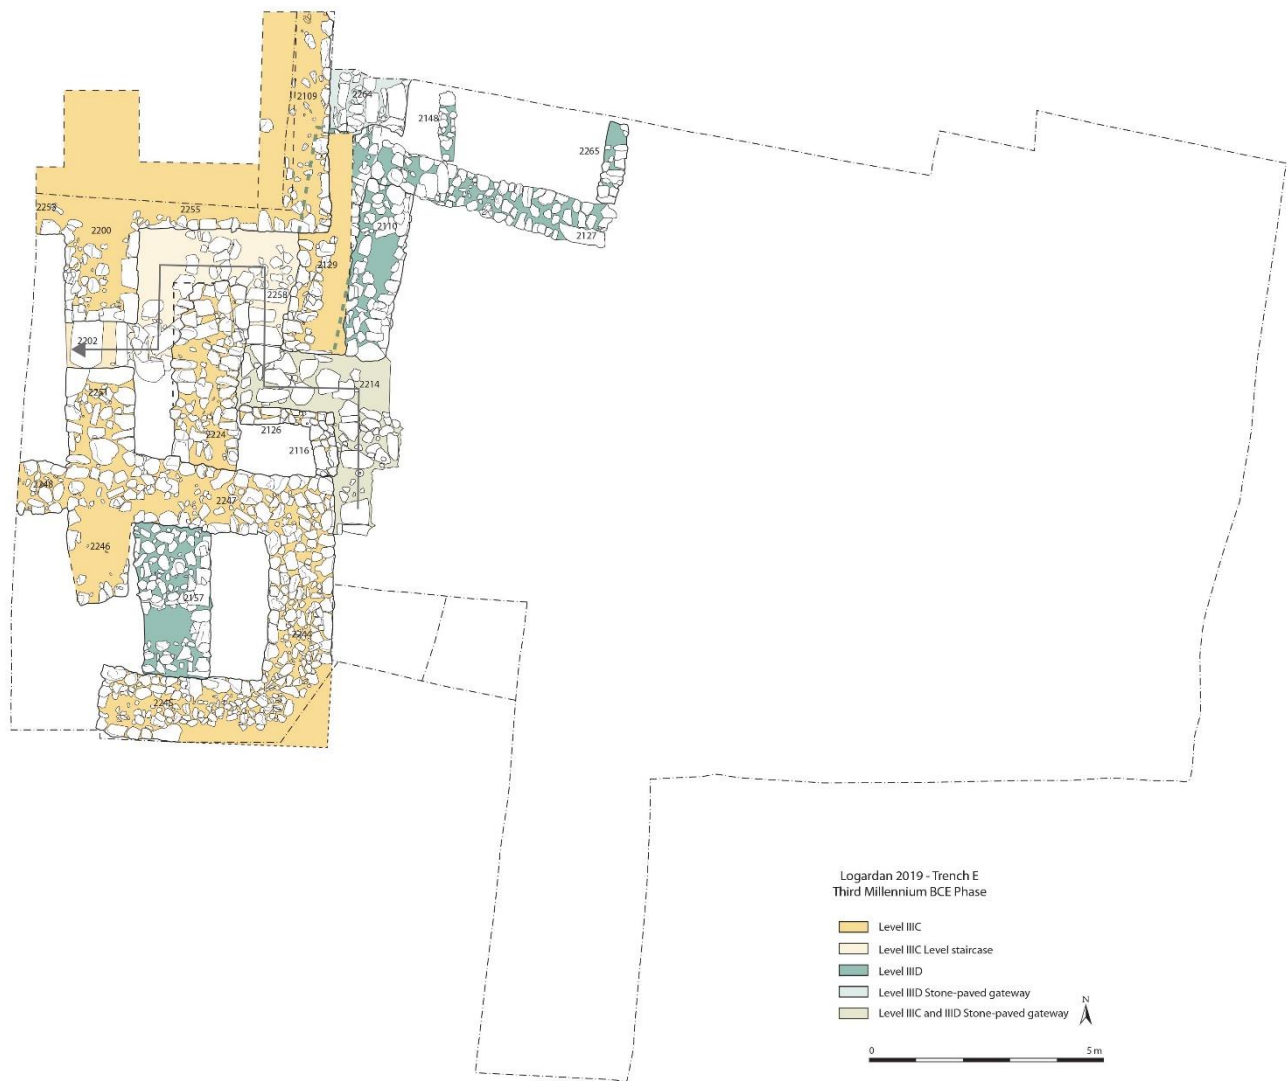 2264
2109
2148
2265
2253
2255
2200
2110
2127
2129
2258
2202
2214
2251
2126
2224
2116
2248
2247
2246
2157
2244
2245
Logardan 2019 - Trench E
Third Millennium BCE Phase
Level IIIC
Level IIIC Level staircase
Level IIID
Level IIID Stone-paved gateway
Level IIIC and IIID Stone-paved gateway
N
0 5 m